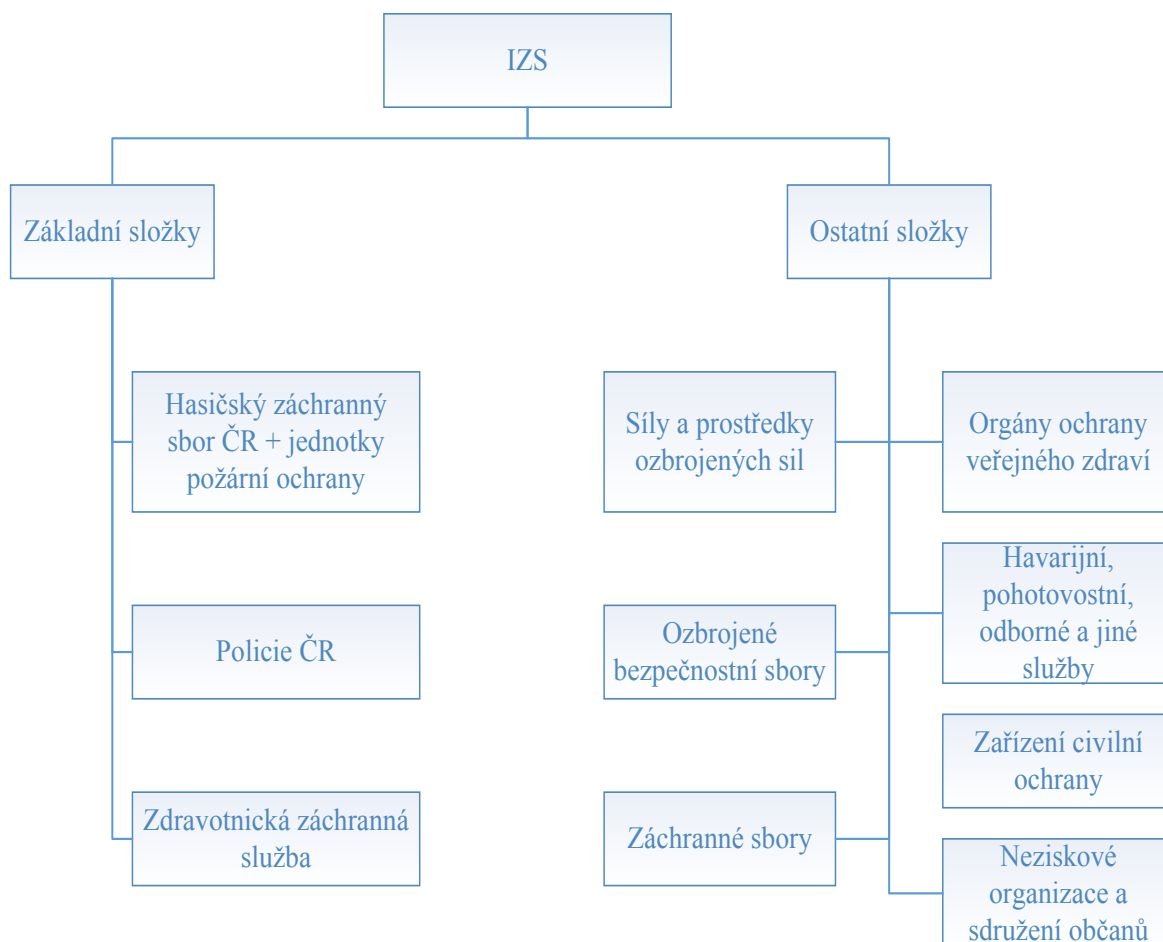 IZS
Základní složky
Ostatní složky
Hasičský záchranný
sbor ČR + jednotky
požární ochrany
Síly a prostředky
ozbrojených sil
Orgány ochrany
veřejného zdraví
Havarijní,
pohotovostní,
odborné a jiné
služby
Policie ČR
Ozbrojené
bezpečnostní sbory
Zařízení civilní
ochrany
Zdravotnická záchranná
služba
Záchranné sbory
Neziskové
organizace a
sdružení občanů